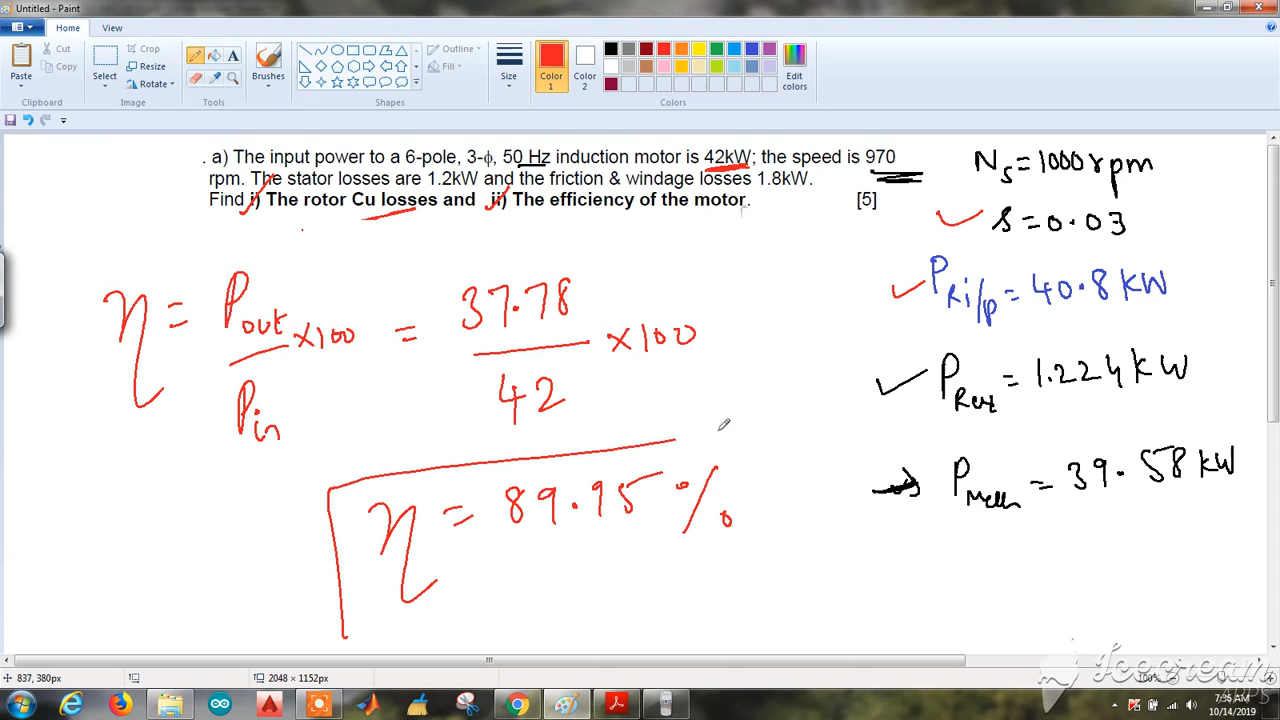 Untitled - Paint
Home View
Paste
Cut
Copy
Clipboard
Select
Crop
Resize
Rotate
Image
Tools
Brushes
Shapes
Outline
Fill
Size
Color 1
Color 2
Edit colors
Colors
. a) The input power to a 6-pole, 3-ϕ, 50 Hz induction motor is 42kW; the speed is 970
rpm. The stator losses are 1.2kW and the friction & windage losses 1.8kW.
Find i) The rotor Cu losses and ii) The efficiency of the motor. [5]
Ns = 1000 rpm
s = 0.03
PRi/p = 40.8 kW
PRct = 1.224 kW
Pmech = 39.58 kW
η = Pout/Pin ×100 = 37.78/42 ×100
η = 89.95 %
837, 380px
2048 × 1152px
100%
Icecream
APPS
7:36 AM
10/14/2019